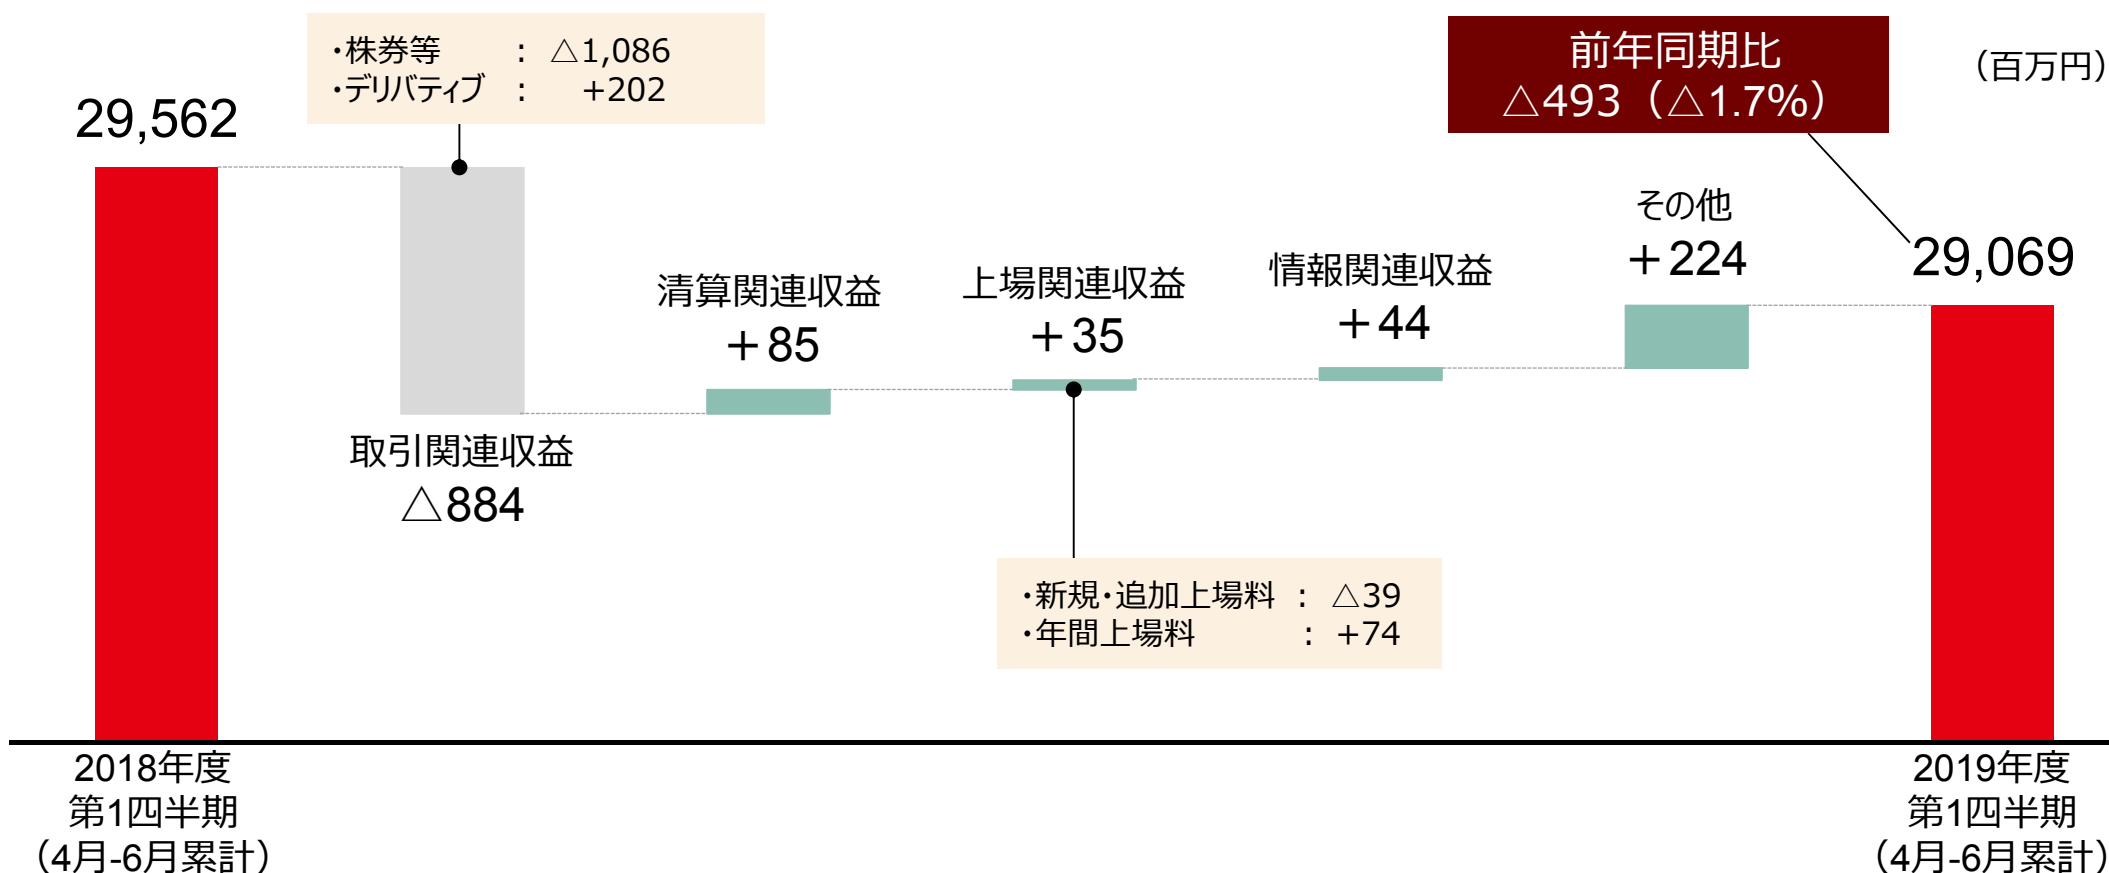 ・株券等 : △1,086
・デリバティブ : +202
前年同期比
△493（△1.7%）
（百万円）
29,562
その他
＋224
29,069
清算関連収益
＋85
上場関連収益
＋35
情報関連収益
＋44
取引関連収益
△884
・新規・追加上場料 : △39
・年間上場料 : +74
2018年度
第1四半期
（4月-6月累計）
2019年度
第1四半期
（4月-6月累計）